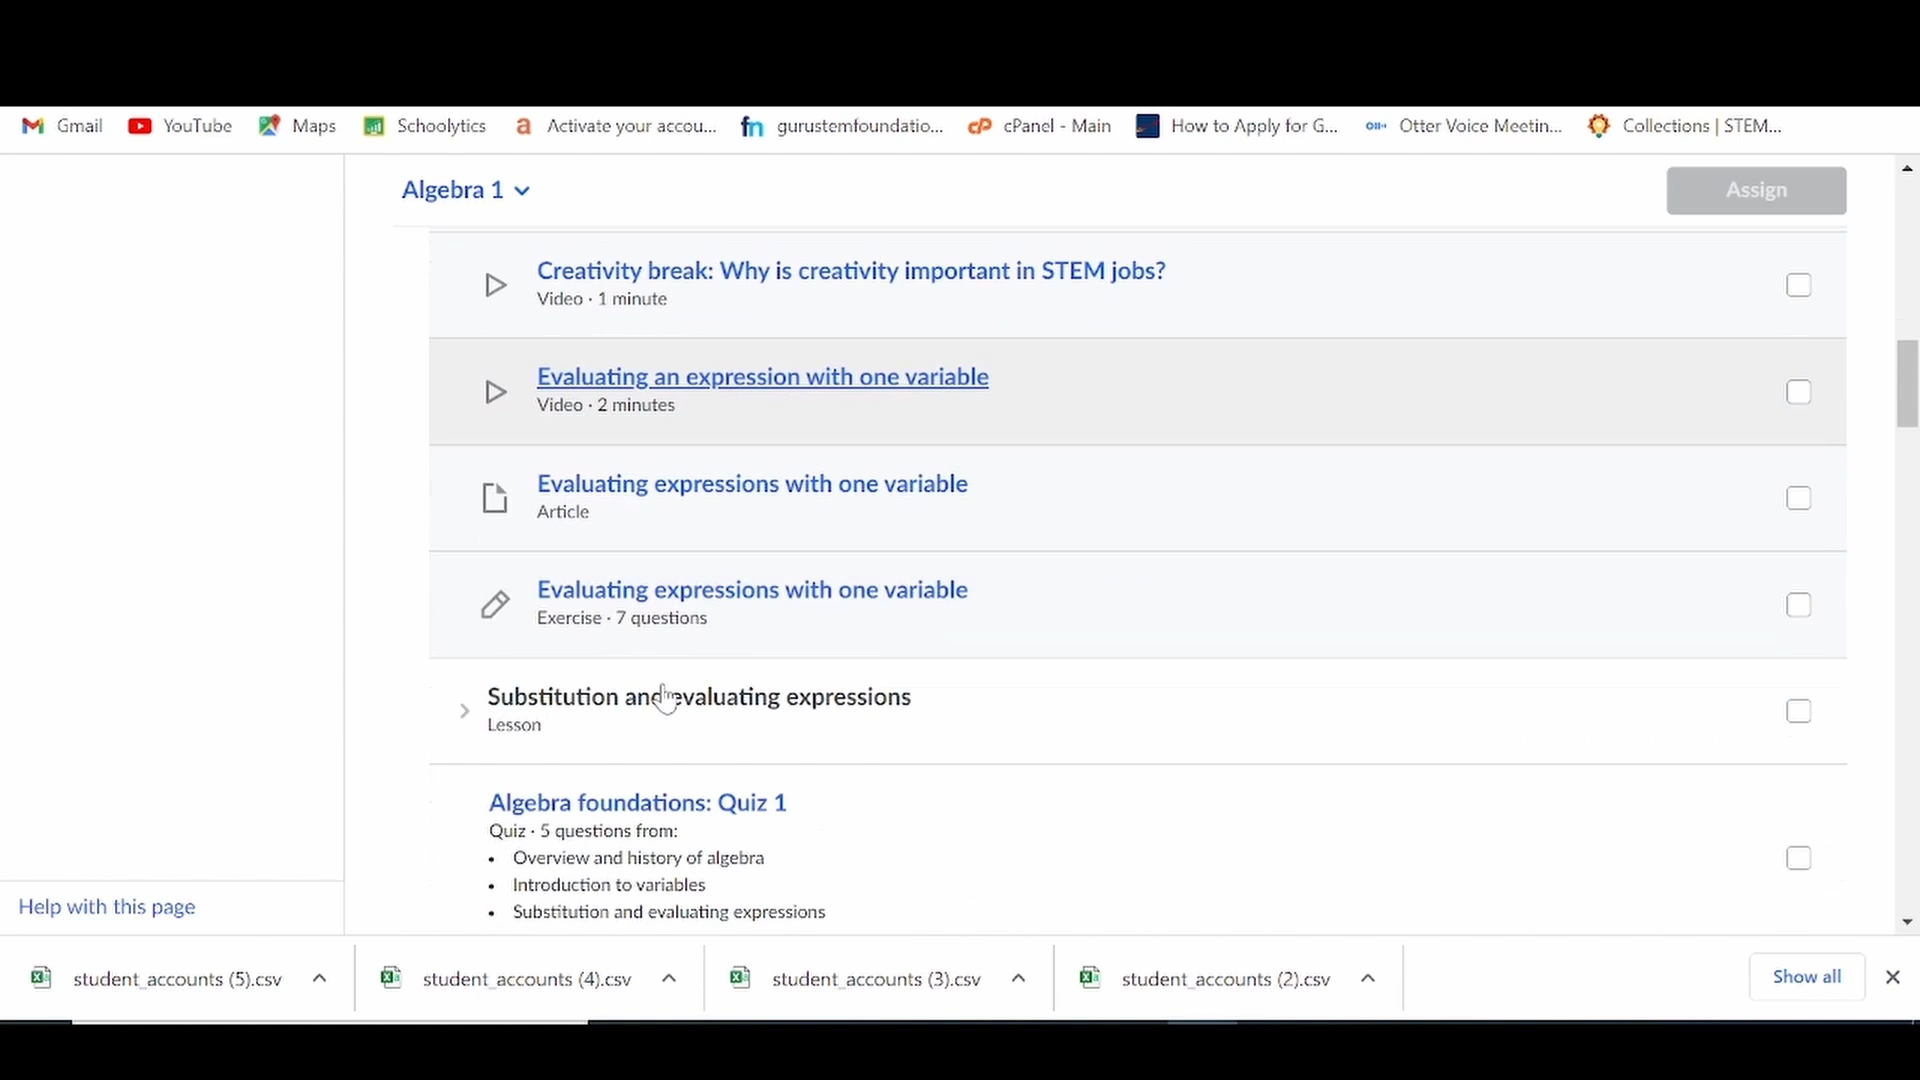 Gmail YouTube Maps Schoolytics Activate your accou... gurustemfoundatio... cPanel - Main How to Apply for G... Otter Voice Meetin... Collections | STEM...
Algebra 1
Assign
Creativity break: Why is creativity important in STEM jobs?
Video · 1 minute
Evaluating an expression with one variable
Video · 2 minutes
Evaluating expressions with one variable
Article
Evaluating expressions with one variable
Exercise · 7 questions
Substitution and evaluating expressions
Lesson
Algebra foundations: Quiz 1
Quiz · 5 questions from:
• Overview and history of algebra
• Introduction to variables
• Substitution and evaluating expressions
Help with this page
student_accounts (5).csv student_accounts (4).csv student_accounts (3).csv student_accounts (2).csv Show all